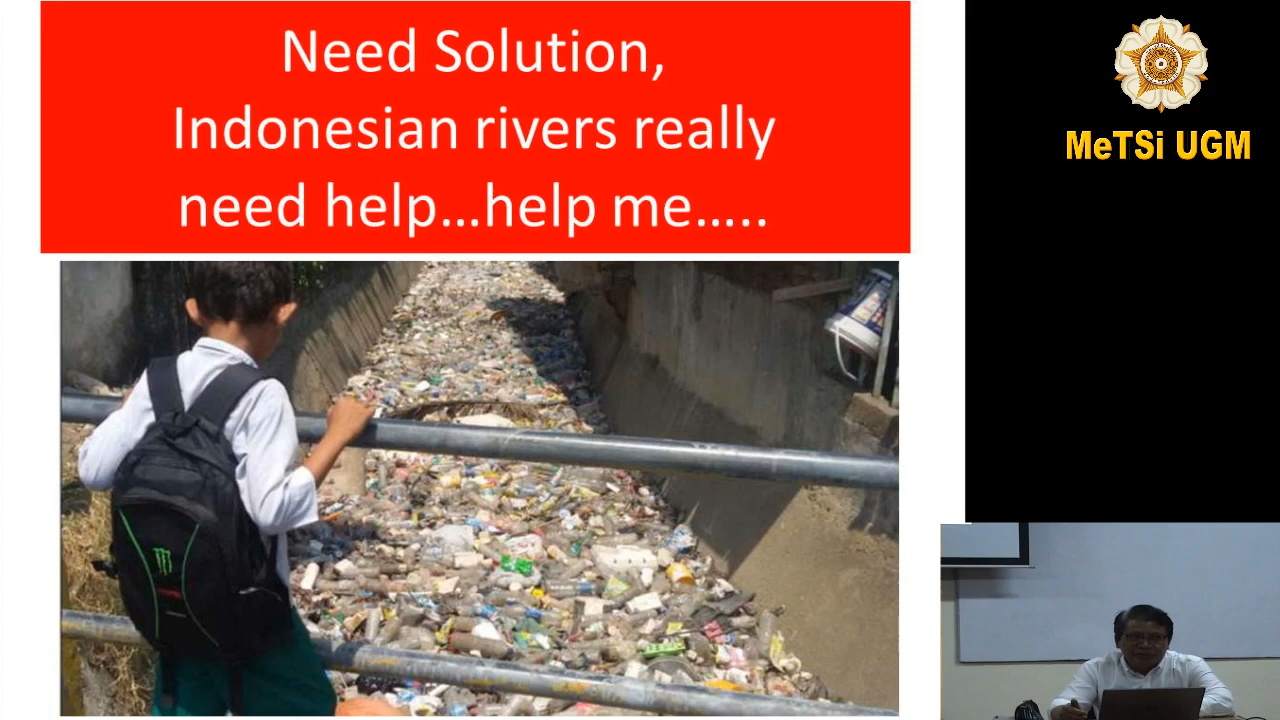 Need Solution,
Indonesian rivers really
need help...help me.....
MeTSi UGM